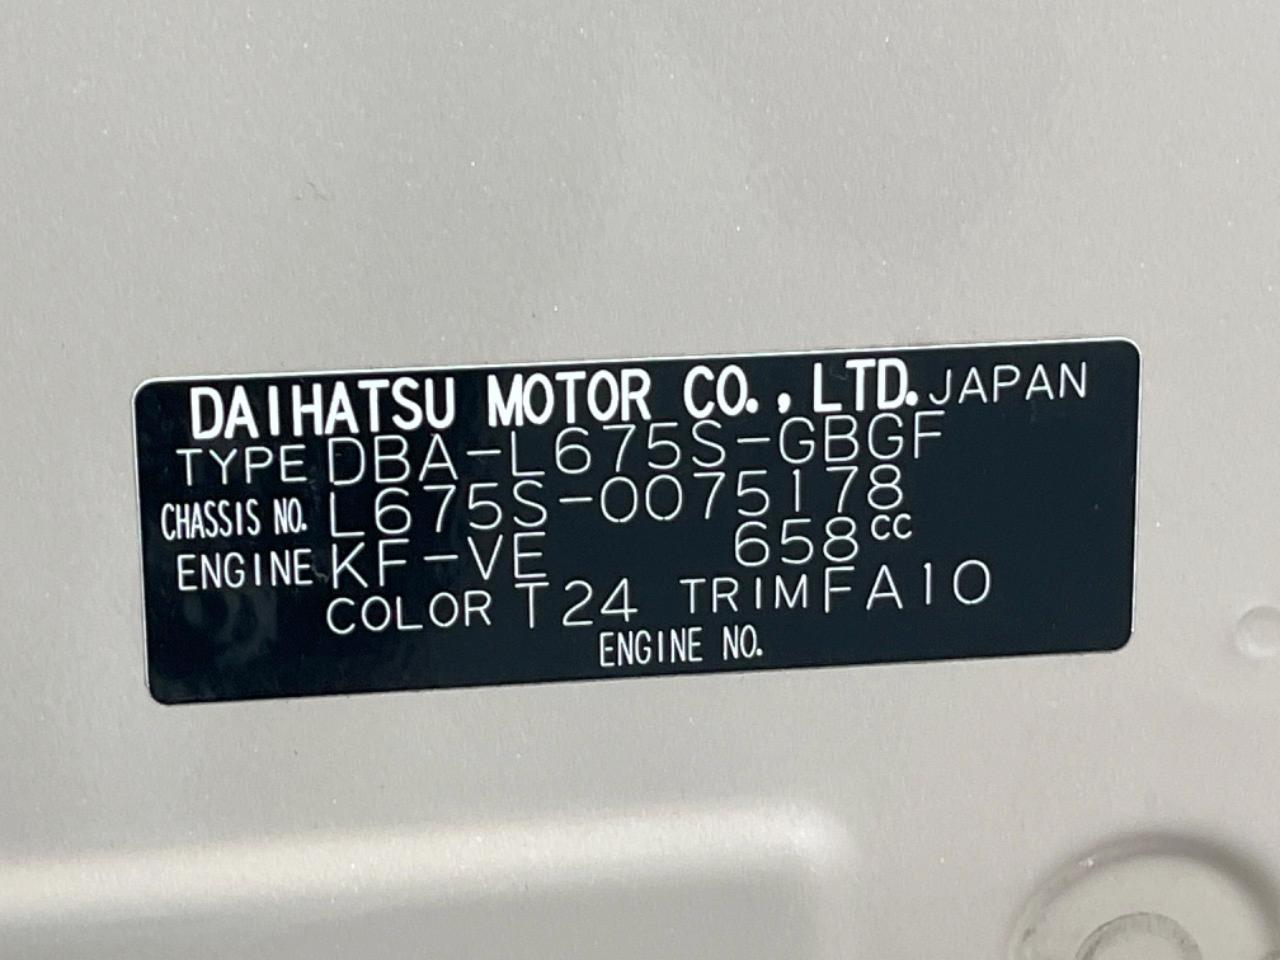 DAIHATSU MOTOR CO., LTD. JAPAN
TYPE DBA-L675S-GBGF
CHASSIS NO. L675S-0075178
ENGINE KF-VE 658CC
COLOR T24 TRIM FA10
ENGINE NO.